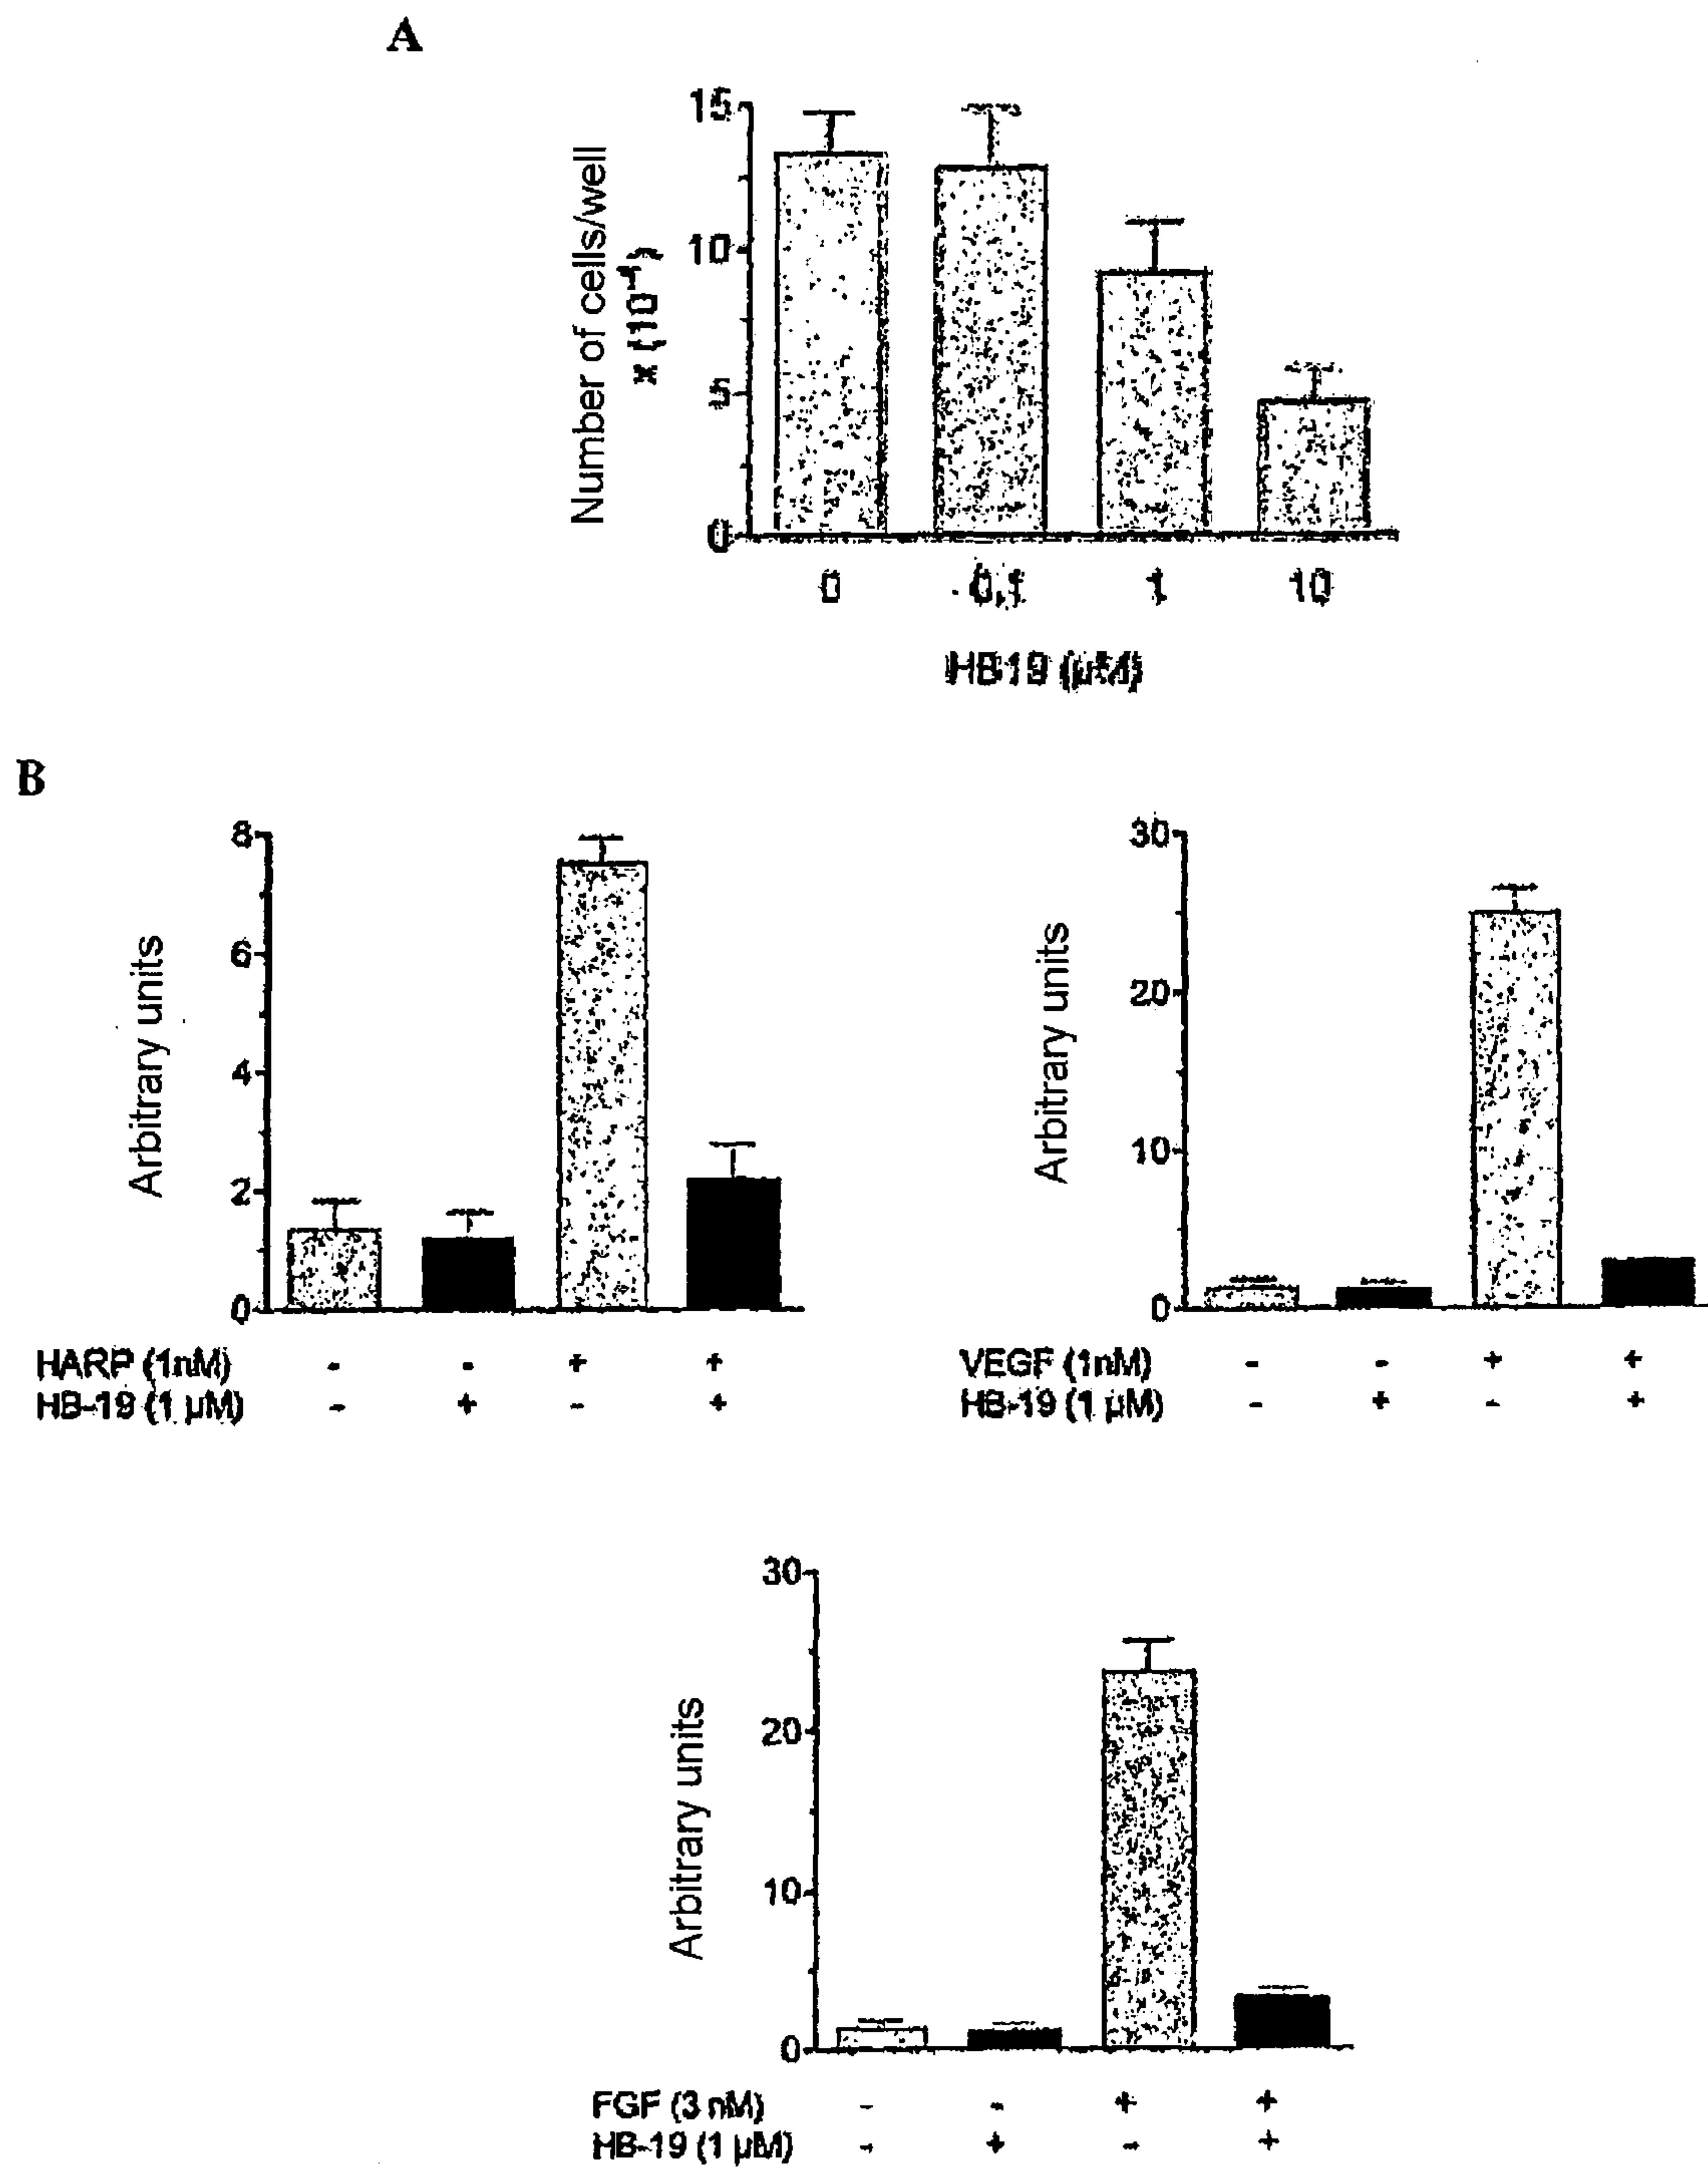 A
15
10
5
0
Number of cells/well
x (10⁻⁴)
0 0,1 1 10
HB19 (µM)
B
8
6
4
2
0
Arbitrary units
HARP (1nM) - - + +
HB-19 (1 µM) - + - +
30
20
10
0
Arbitrary units
VEGF (1nM) - - + +
HB-19 (1 µM) - + - +
30
20
10
0
Arbitrary units
FGF (3 nM) - - + +
HB-19 (1 µM) - + - +